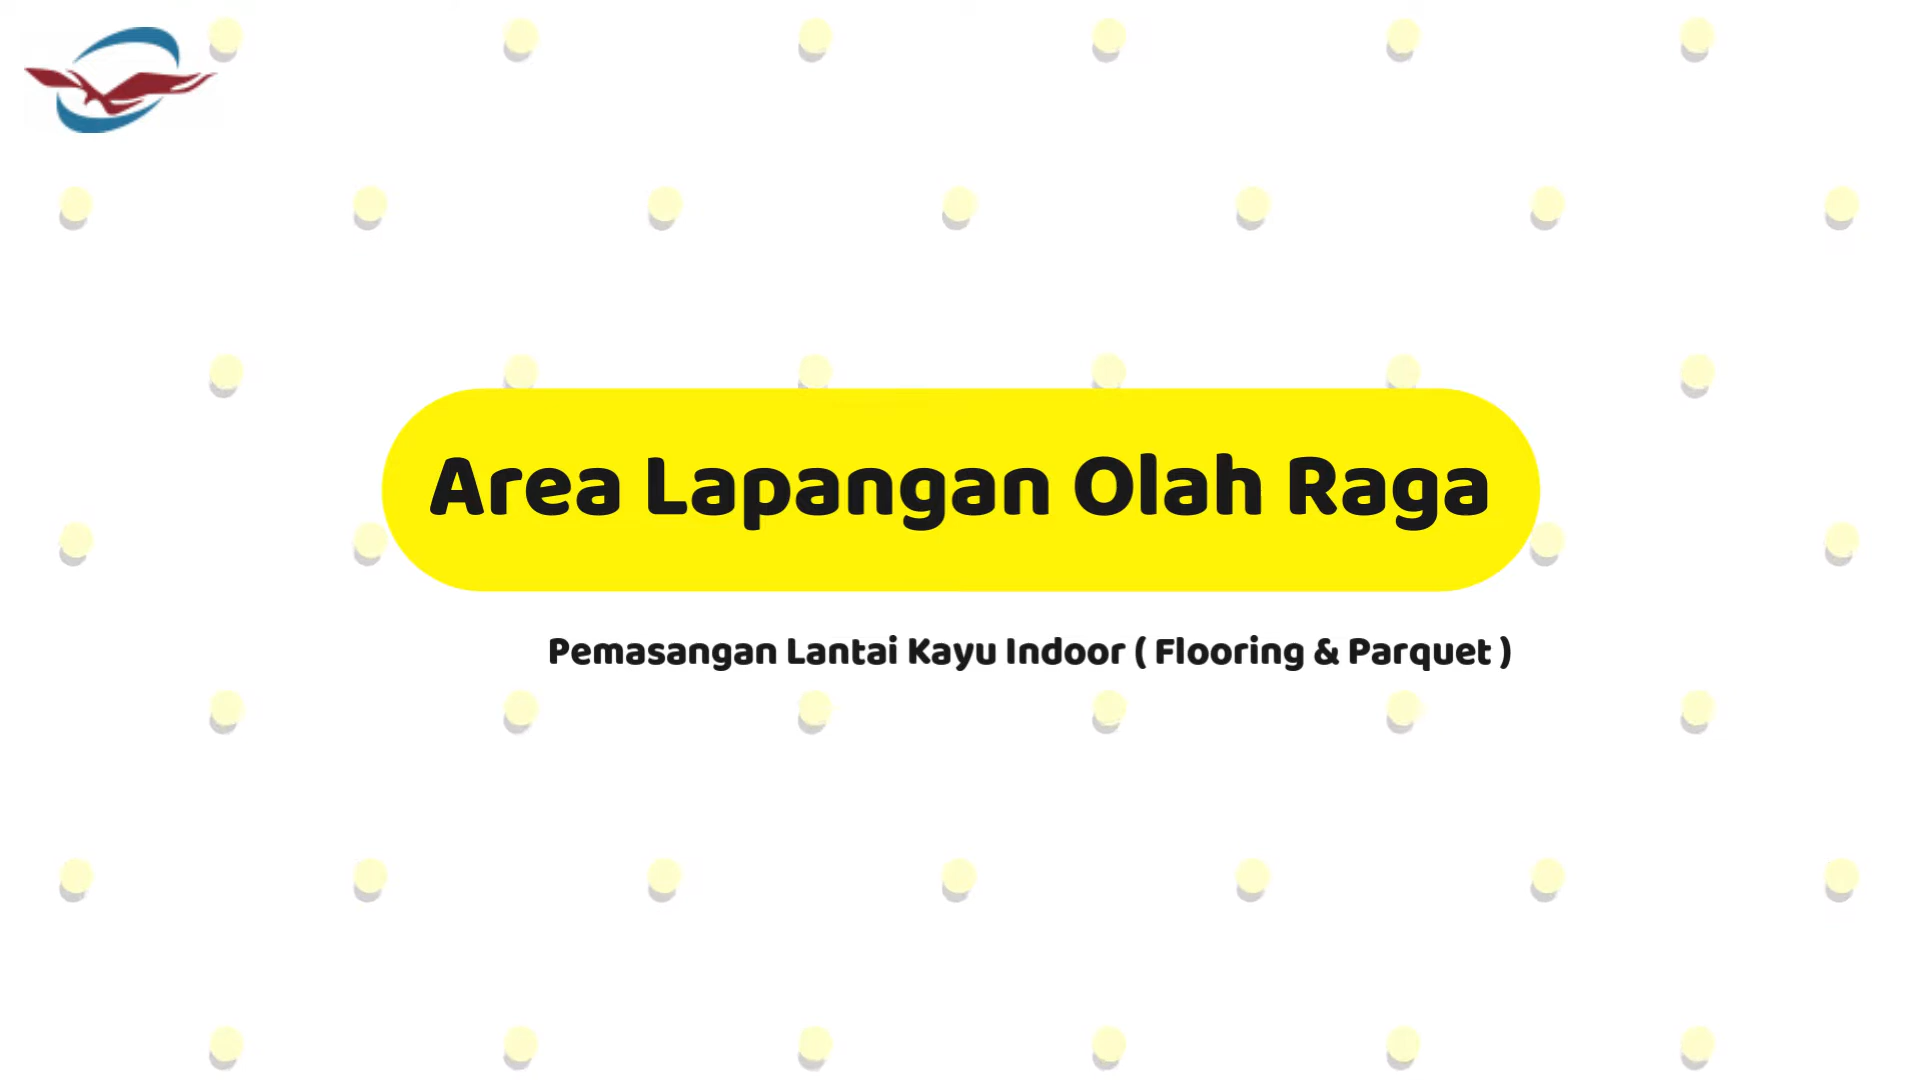 Area Lapangan Olah Raga
Pemasangan Lantai Kayu Indoor ( Flooring & Parquet )